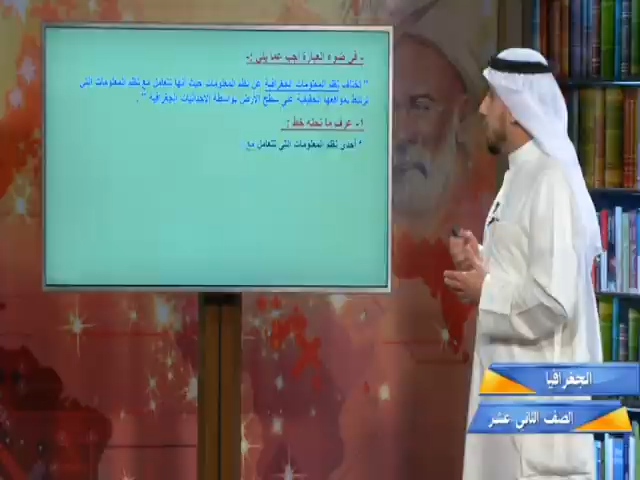 - في ضوء العبارة اجب عما يلي :-
" تختلف نظم المعلومات الجغرافية عن نظم المعلومات حيث أنها تتعامل مع نظم المعلومات التي
ترتبط بمواقعها الحقيقية على سطح الأرض بواسطة الإحداثيات الجغرافية " .
١- عرف ما تحته خط :
* أحدى نظم المعلومات التي تتعامل مع
الجغرافيا
الصف الثاني عشر